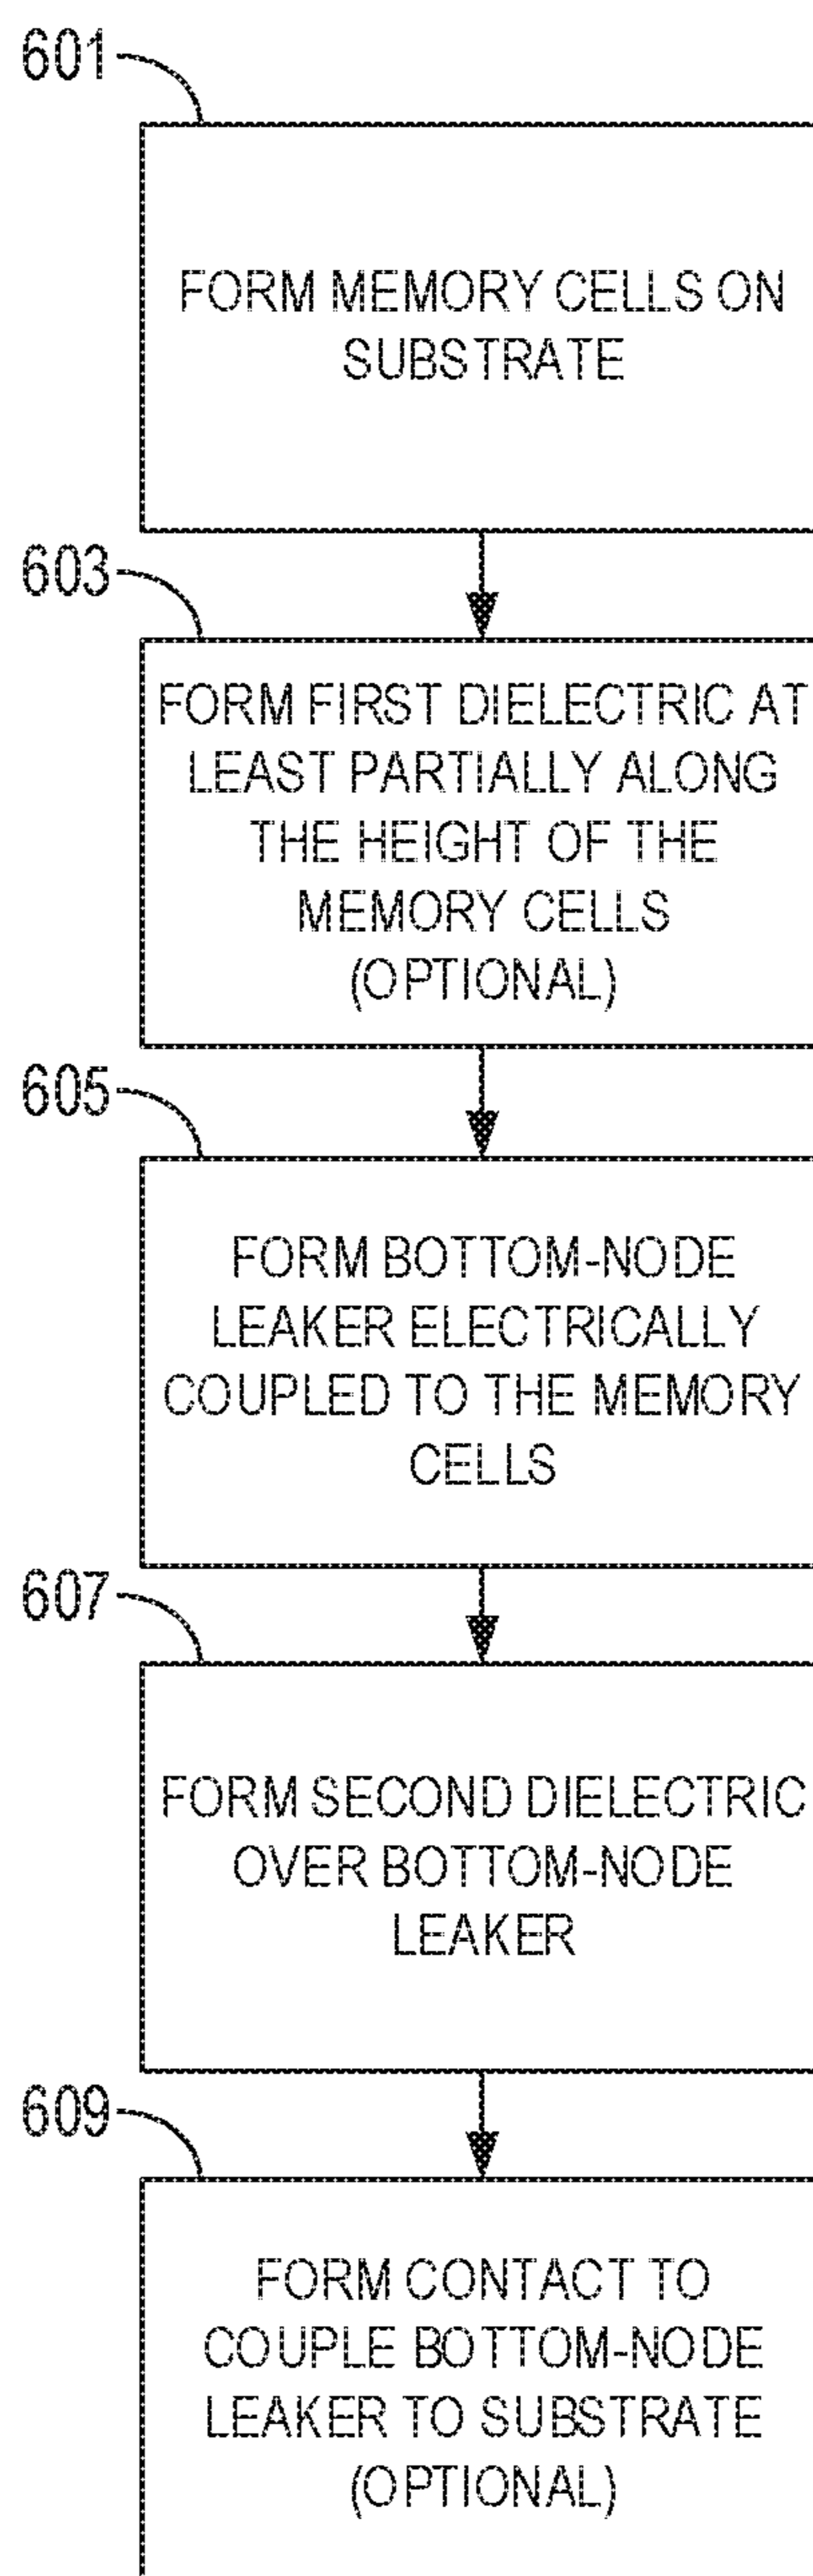 601
FORM MEMORY CELLS ON
SUBSTRATE
603
FORM FIRST DIELECTRIC AT
LEAST PARTIALLY ALONG
THE HEIGHT OF THE
MEMORY CELLS
(OPTIONAL)
605
FORM BOTTOM-NODE
LEAKER ELECTRICALLY
COUPLED TO THE MEMORY
CELLS
607
FORM SECOND DIELECTRIC
OVER BOTTOM-NODE
LEAKER
609
FORM CONTACT TO
COUPLE BOTTOM-NODE
LEAKER TO SUBSTRATE
(OPTIONAL)